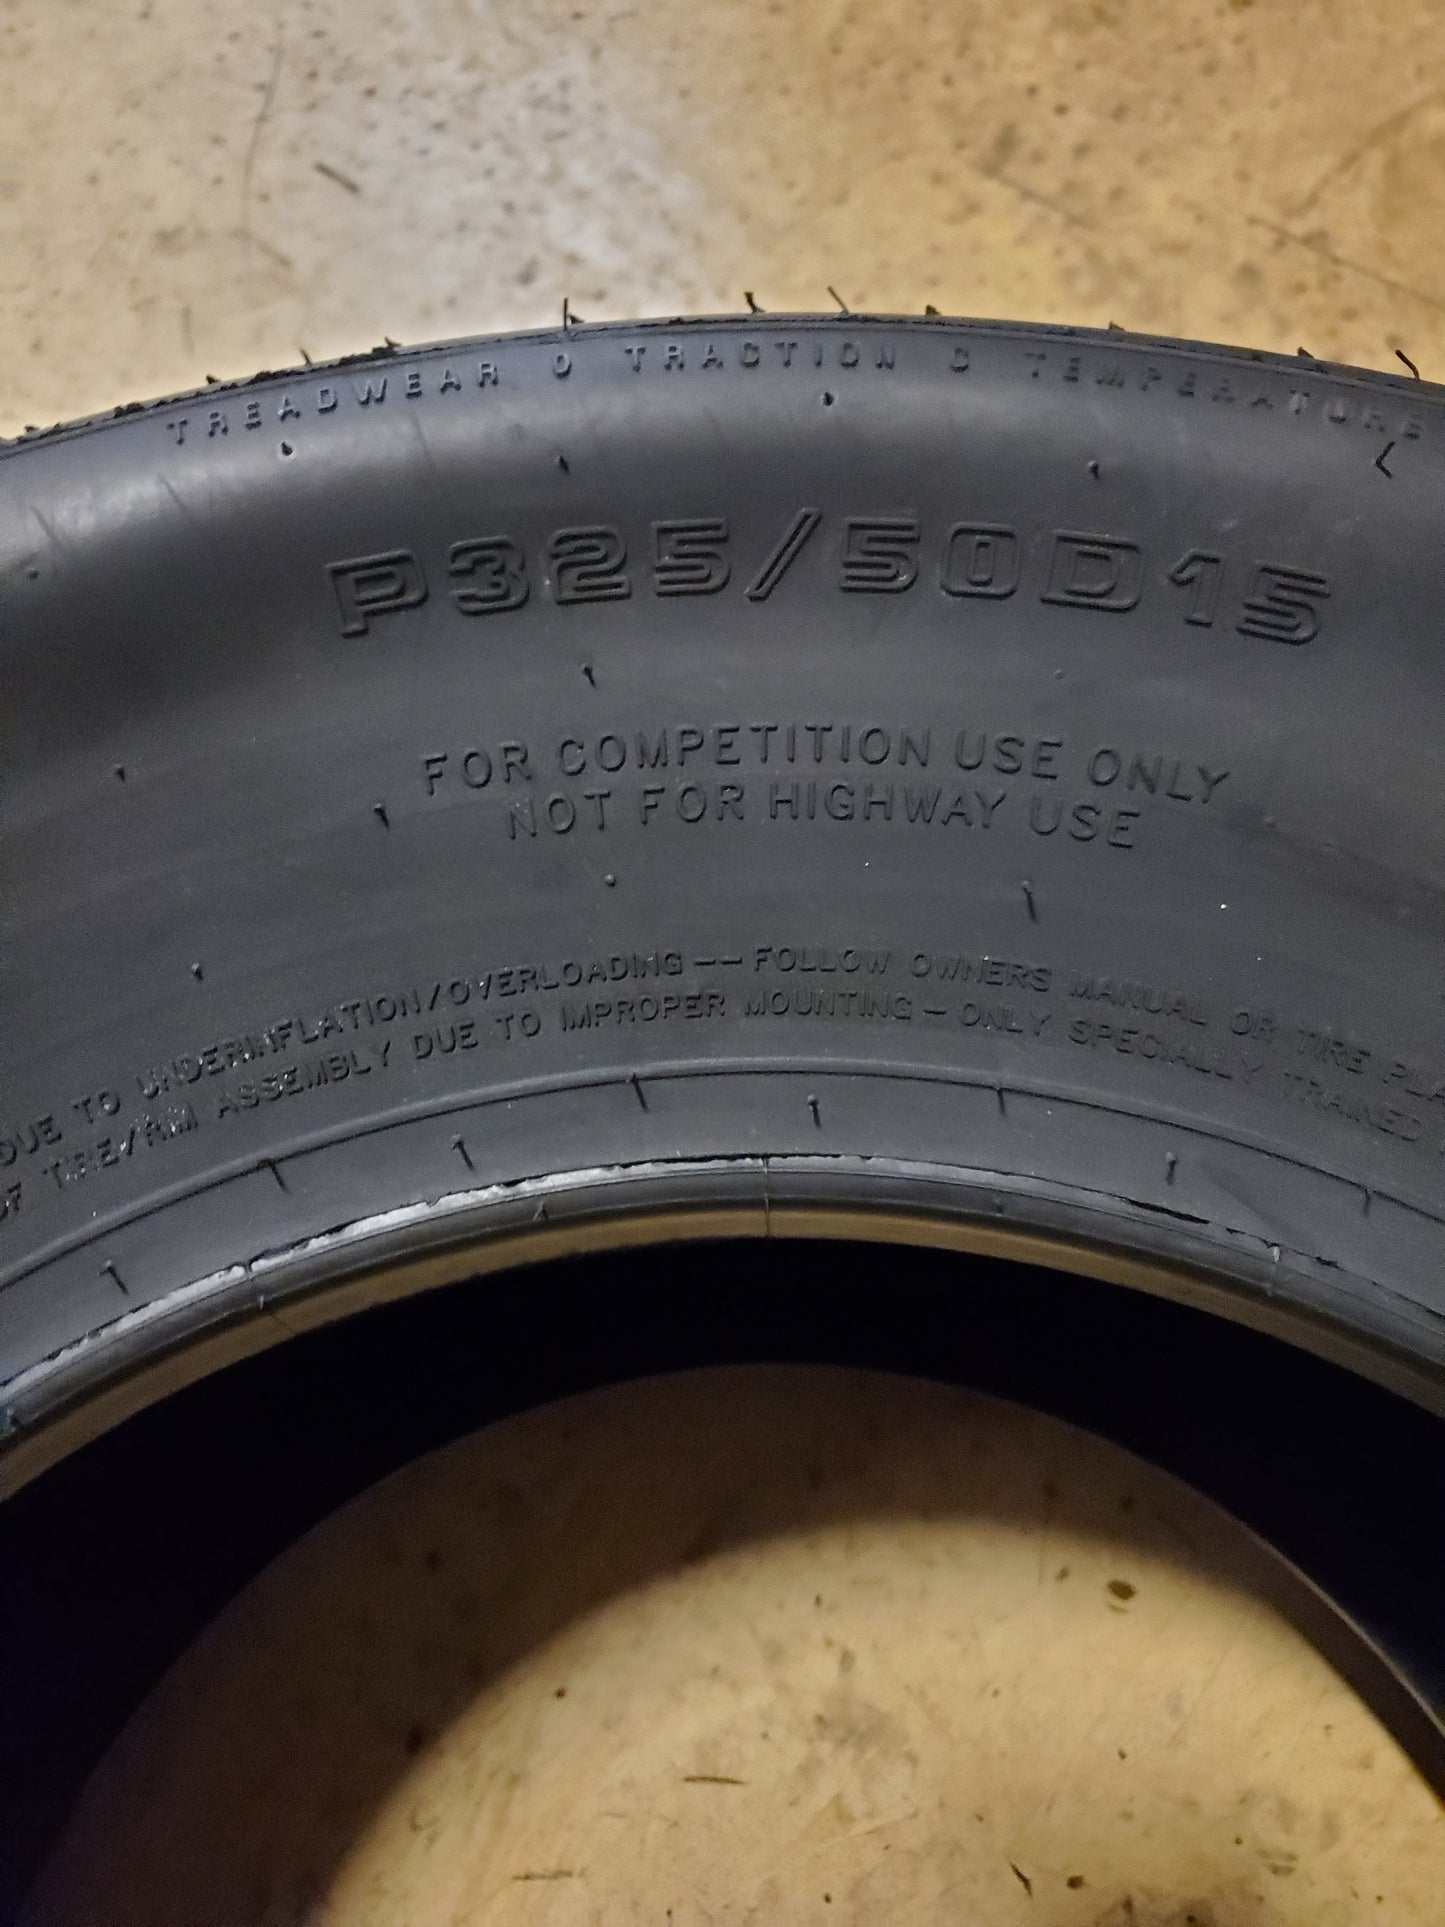 TREADWEAR 0 TRACTION C TEMPERATURE
P325/50D15
FOR COMPETITION USE ONLY
NOT FOR HIGHWAY USE
DUE TO UNDERINFLATION/OVERLOADING -- FOLLOW OWNERS MANUAL OR TIRE
OF TIRE/RIM ASSEMBLY DUE TO IMPROPER MOUNTING - ONLY SPECIALLY TRAINED